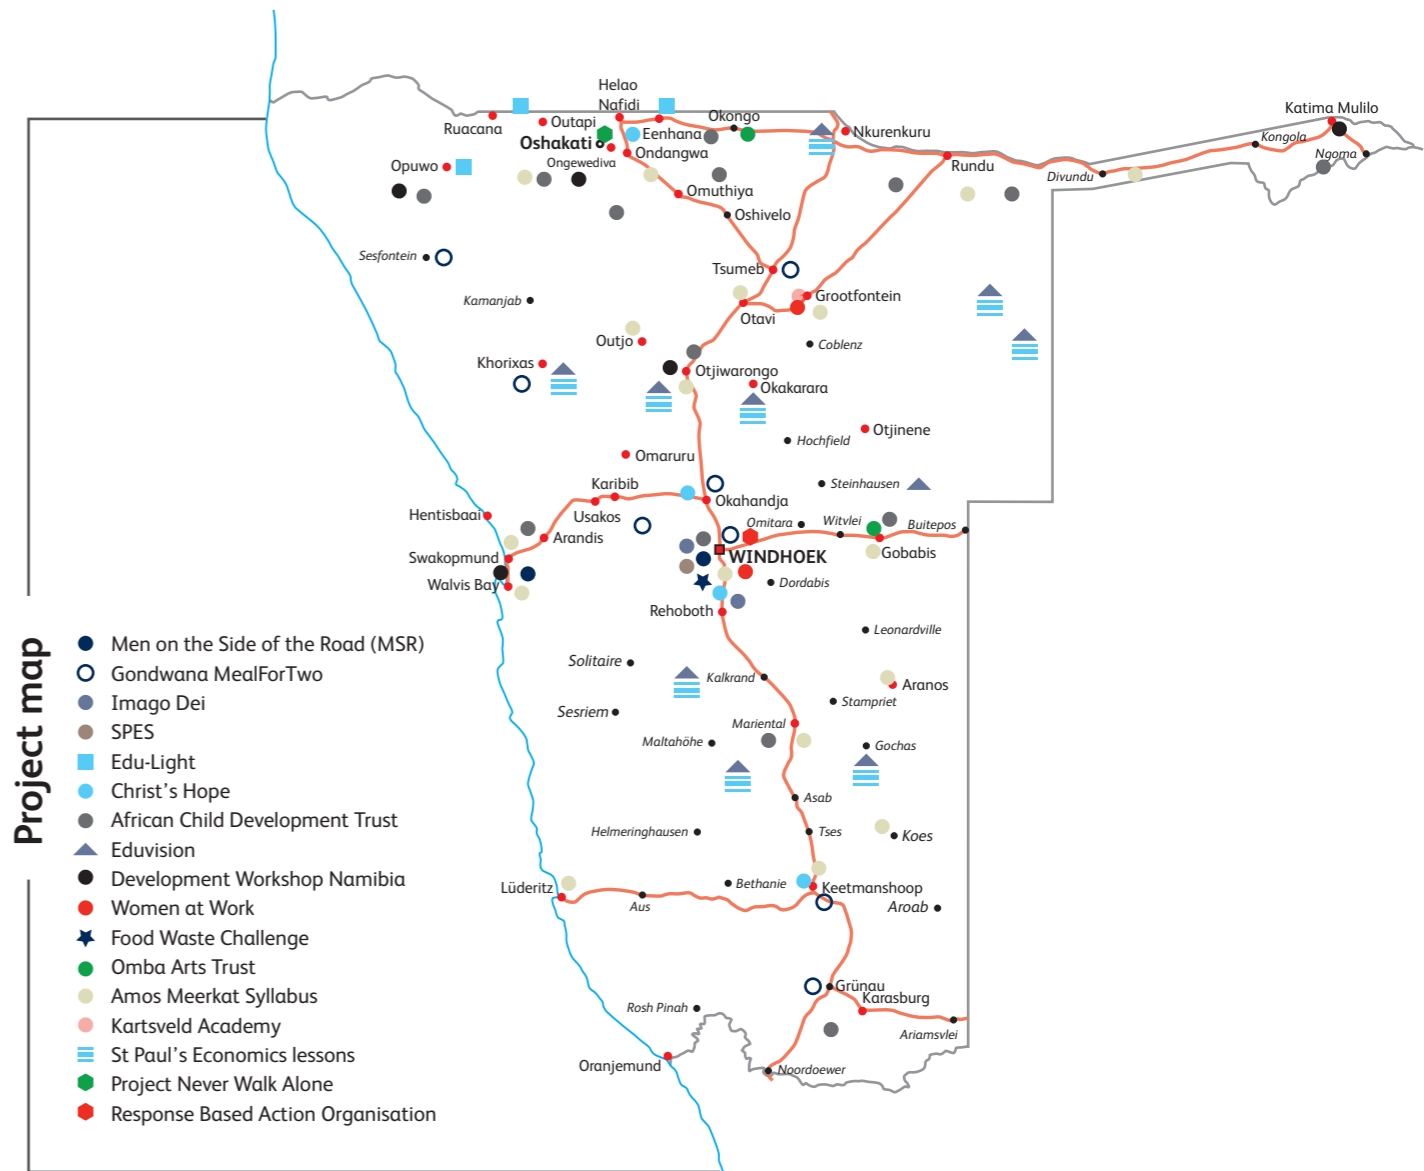 Helao
Nafidi
Ruacana
Outapi
Okongo
Nkurenkuru
Katima Mulilo
Oshakati
Eenhana
Ongewediva
Ondangwa
Kongola
Ngoma
Opuwo
Omuthiya
Rundu
Divundu
Oshivelo
Sesfontein
Tsumeb
Kamanjab
Grootfontein
Otavi
Outjo
Coblenz
Khorixas
Otjiwarongo
Okakarara
Otjinene
Hochfield
Omaruru
Steinhausen
Karibib
Okahandja
Hentisbaai
Usakos
Omitara
Witvlei
Buitepos
Arandis
Gobabis
Swakopmund
WINDHOEK
Walvis Bay
Dordabis
Rehoboth
Leonardville
Solitaire
Kalkrand
Aranos
Stampriet
Sesriem
Mariental
Maltahöhe
Gochas
Asab
Helmeringhausen
Tses
Koes
Lüderitz
Bethanie
Keetmanshoop
Aus
Aroab
Grünau
Karasburg
Rosh Pinah
Ariamsvlei
Oranjemund
Noordoewer
Project map
Men on the Side of the Road (MSR)
Gondwana MealForTwo
Imago Dei
SPES
Edu-Light
Christ's Hope
African Child Development Trust
Eduvision
Development Workshop Namibia
Women at Work
Food Waste Challenge
Omba Arts Trust
Amos Meerkat Syllabus
Kartsveld Academy
St Paul's Economics lessons
Project Never Walk Alone
Response Based Action Organisation